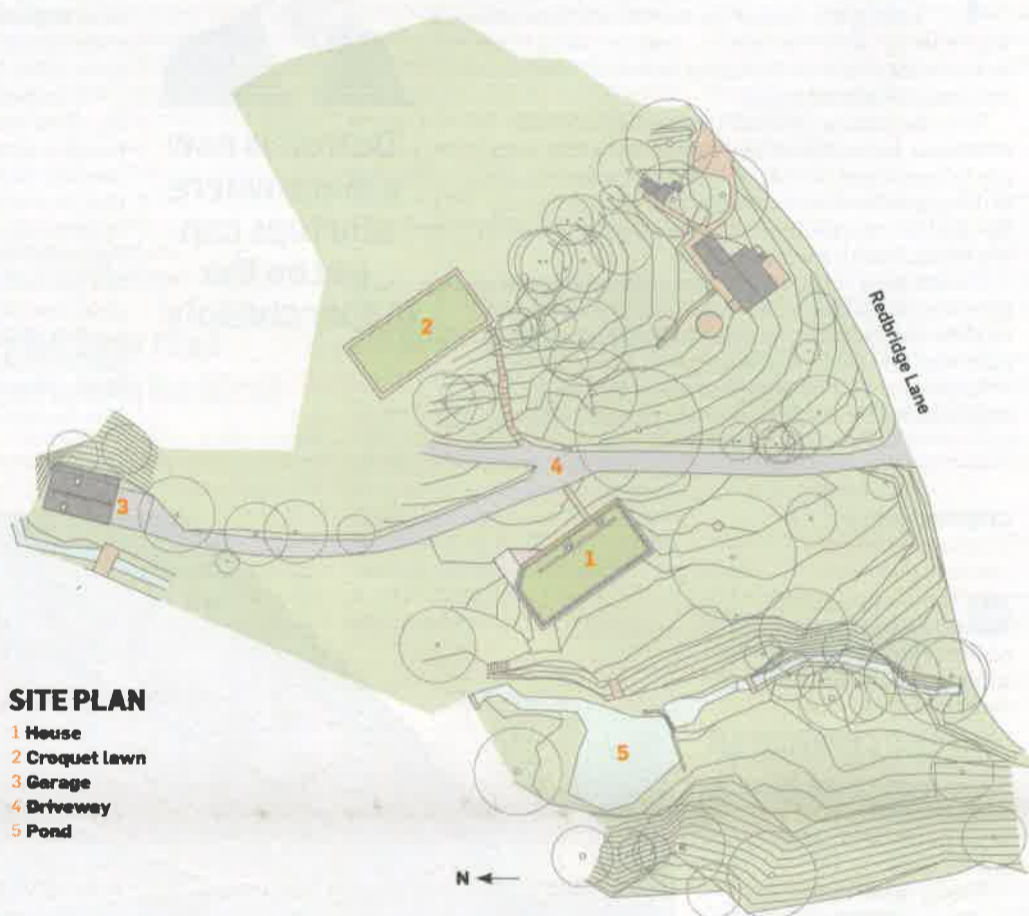 2
Redbridge Lane
4
3
1
SITE PLAN
1 House
2 Croquet lawn
3 Garage
4 Driveway
5 Pond
5
N